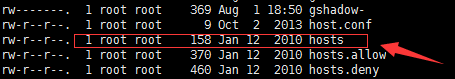 rw-------. 1 root root 369 Aug 1 18:50 gshadow-
rw-r--r--. 1 root root 9 Oct 2 2013 host.conf
rw-r--r--. 1 root root 158 Jan 12 2010 hosts
rw-r--r--. 1 root root 370 Jan 12 2010 hosts.allow
rw-r--r--. 1 root root 460 Jan 12 2010 hosts.deny